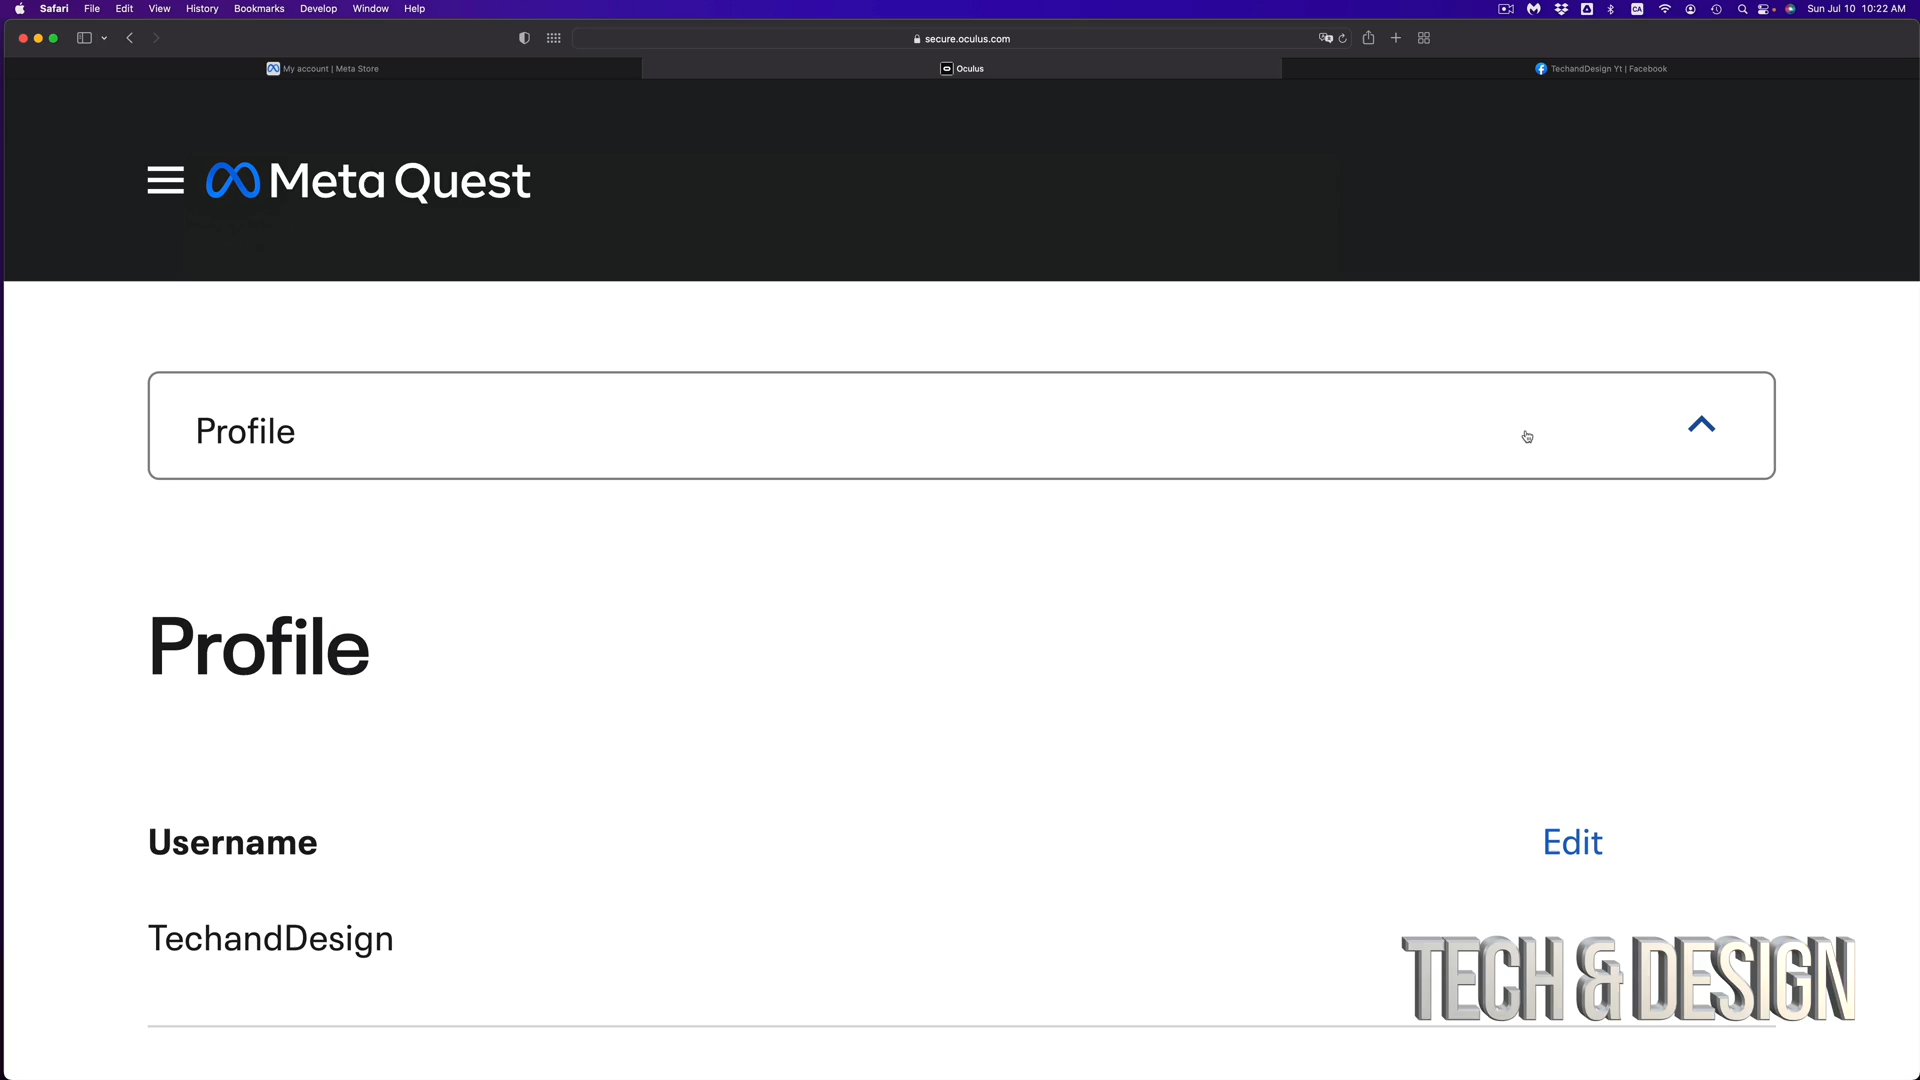 Safari File Edit View History Bookmarks Develop Window Help CA Sun Jul 10 10:22 AM
secure.oculus.com
My account | Meta Store Oculus TechandDesign Yt | Facebook
Meta Quest
Profile
Profile
Username Edit
TechandDesign
TECH & DESIGN